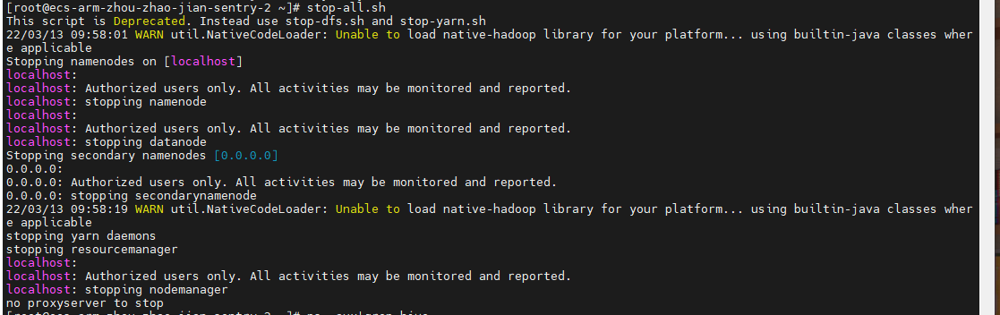 [root@ecs-arm-zhou-zhao-jian-sentry-2 ~]# stop-all.sh
This script is Deprecated. Instead use stop-dfs.sh and stop-yarn.sh
22/03/13 09:58:01 WARN util.NativeCodeLoader: Unable to load native-hadoop library for your platform... using builtin-java classes wher
e applicable
Stopping namenodes on [localhost]
localhost:
localhost: Authorized users only. All activities may be monitored and reported.
localhost: stopping namenode
localhost:
localhost: Authorized users only. All activities may be monitored and reported.
localhost: stopping datanode
Stopping secondary namenodes [0.0.0.0]
0.0.0.0:
0.0.0.0: Authorized users only. All activities may be monitored and reported.
0.0.0.0: stopping secondarynamenode
22/03/13 09:58:19 WARN util.NativeCodeLoader: Unable to load native-hadoop library for your platform... using builtin-java classes wher
e applicable
stopping yarn daemons
stopping resourcemanager
localhost:
localhost: Authorized users only. All activities may be monitored and reported.
localhost: stopping nodemanager
no proxyserver to stop
[root@ecs-arm-zhou-zhao-jian-sentry-2 ~]#